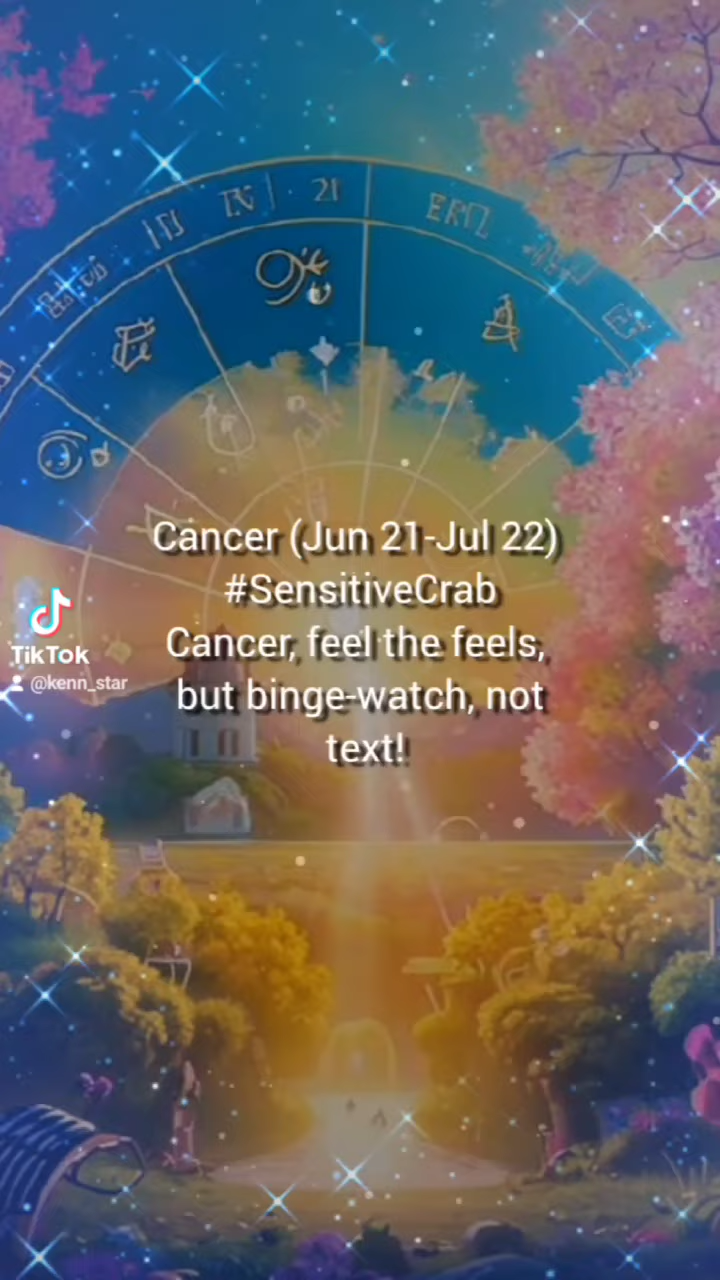 Cancer (Jun 21-Jul 22)
#SensitiveCrab
Cancer, feel the feels,
but binge-watch, not
text!
TikTok
@kenn_star